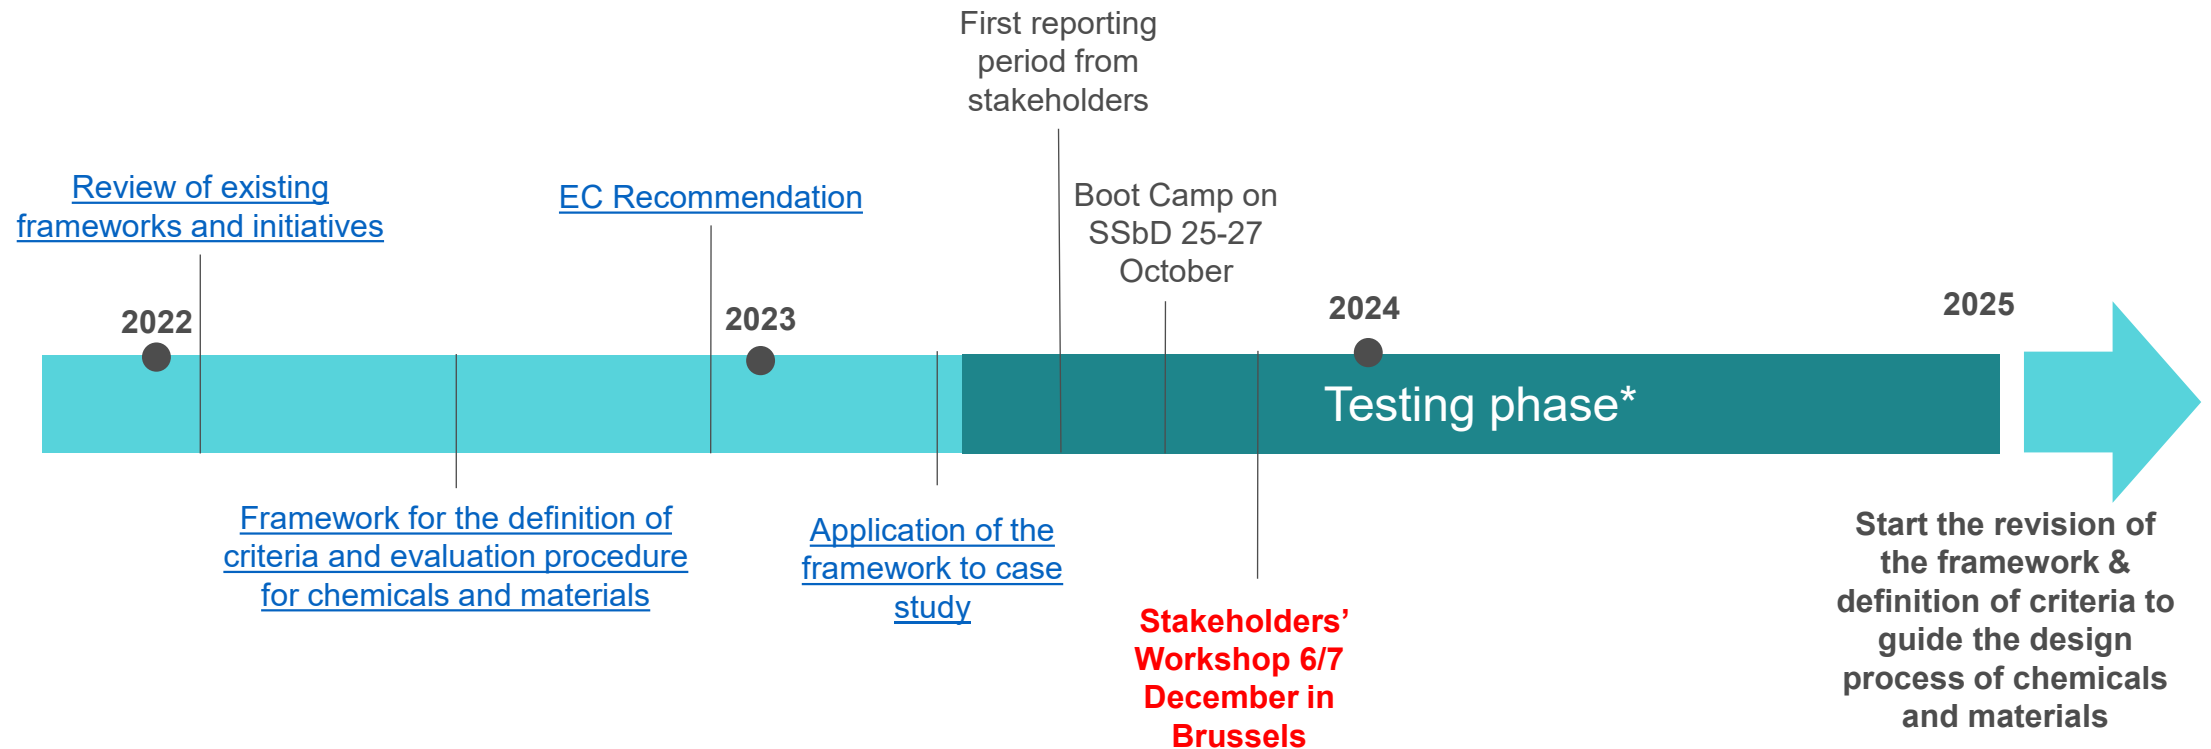 First reporting
period from
stakeholders
Review of existing
frameworks and initiatives
EC Recommendation
Boot Camp on
SSbD 25-27
October
2022
2023
2024
2025
Testing phase*
Framework for the definition of
criteria and evaluation procedure
for chemicals and materials
Application of the
framework to case
study
Stakeholders’
Workshop 6/7
December in
Brussels
Start the revision of
the framework &
definition of criteria to
guide the design
process of chemicals
and materials